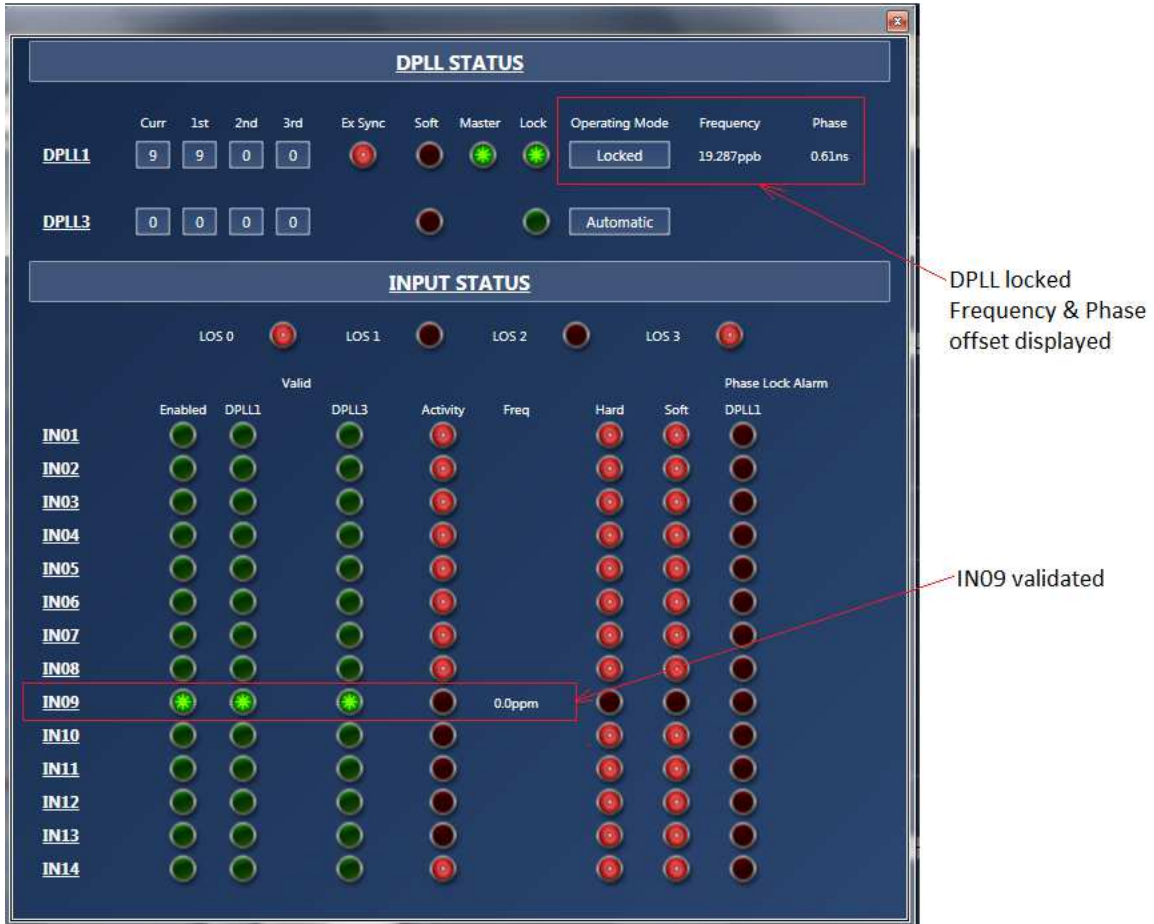 DPLL STATUS
Curr 1st 2nd 3rd Ex Sync Soft Master Lock Operating Mode Frequency Phase
DPLL1 9 9 0 0 Locked 19.287ppb 0.61ns
DPLL3 0 0 0 0 Automatic
INPUT STATUS
LOS 0 LOS 1 LOS 2 LOS 3
Valid Phase Lock Alarm
Enabled DPLL1 DPLL3 Activity Freq Hard Soft DPLL1
IN01
IN02
IN03
IN04
IN05
IN06
IN07
IN08
IN09 0.0ppm
IN10
IN11
IN12
IN13
IN14
DPLL locked
Frequency & Phase
offset displayed
IN09 validated